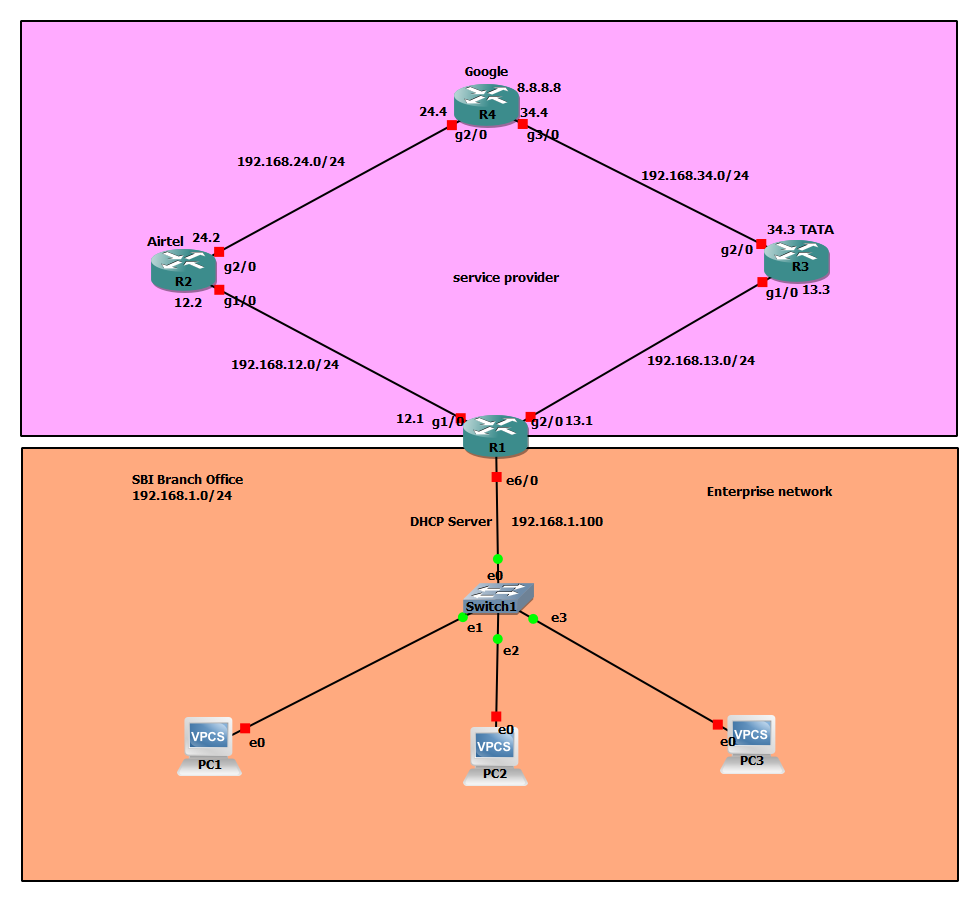 Google
8.8.8.8
24.4
R4
34.4
g2/0
g3/0
192.168.24.0/24
192.168.34.0/24
Airtel
24.2
34.3 TATA
g2/0
R3
R2
g2/0
service provider
g1/0
13.3
12.2
g1/0
192.168.12.0/24
192.168.13.0/24
12.1
g1/0
g2/0
13.1
R1
SBI Branch Office
192.168.1.0/24
e6/0
Enterprise network
DHCP Server
192.168.1.100
e0
Switch1
e1
e3
e2
VPCS
e0
PC1
e0
VPCS
PC2
VPCS
e0
PC3